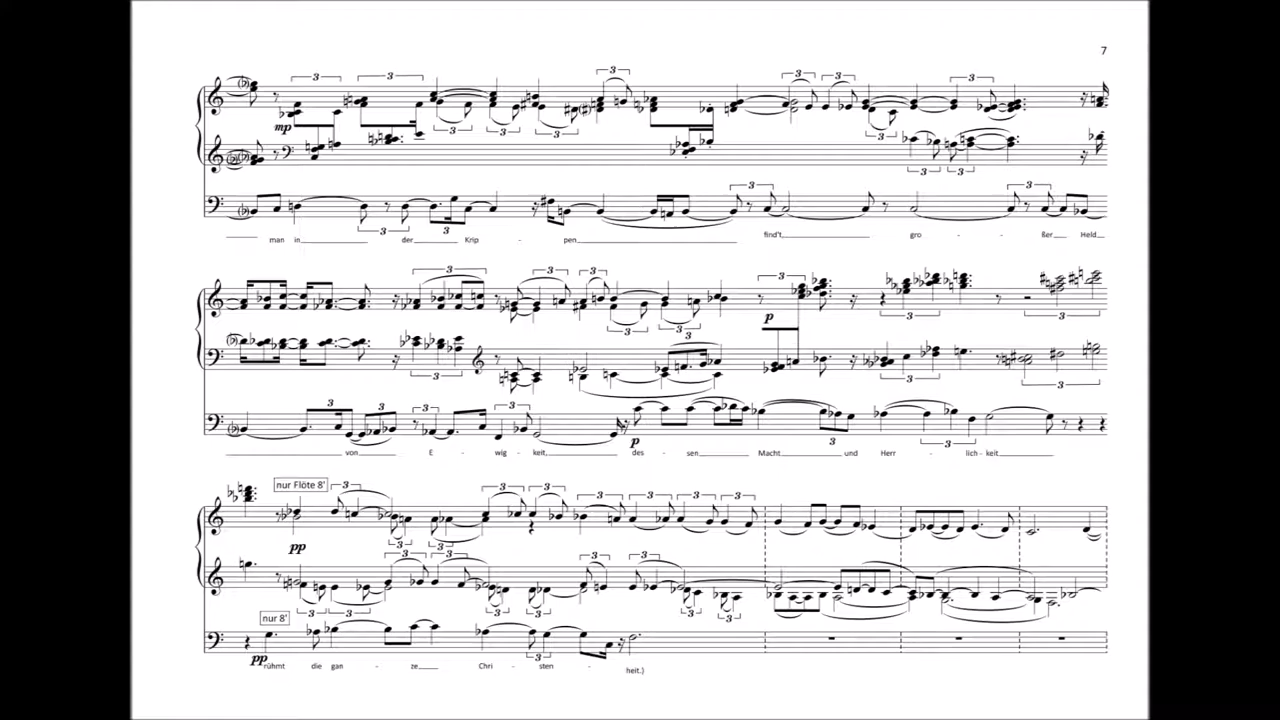 7
mp
man in der Krip - pen find't gro - ßer Held
p
p
von E - wig - keit, des - sen Macht und Herr - lich - keit
nur Flöte 8'
pp
nur 8'
pp
rühmt die gan - ze Chri - sten - heit.)